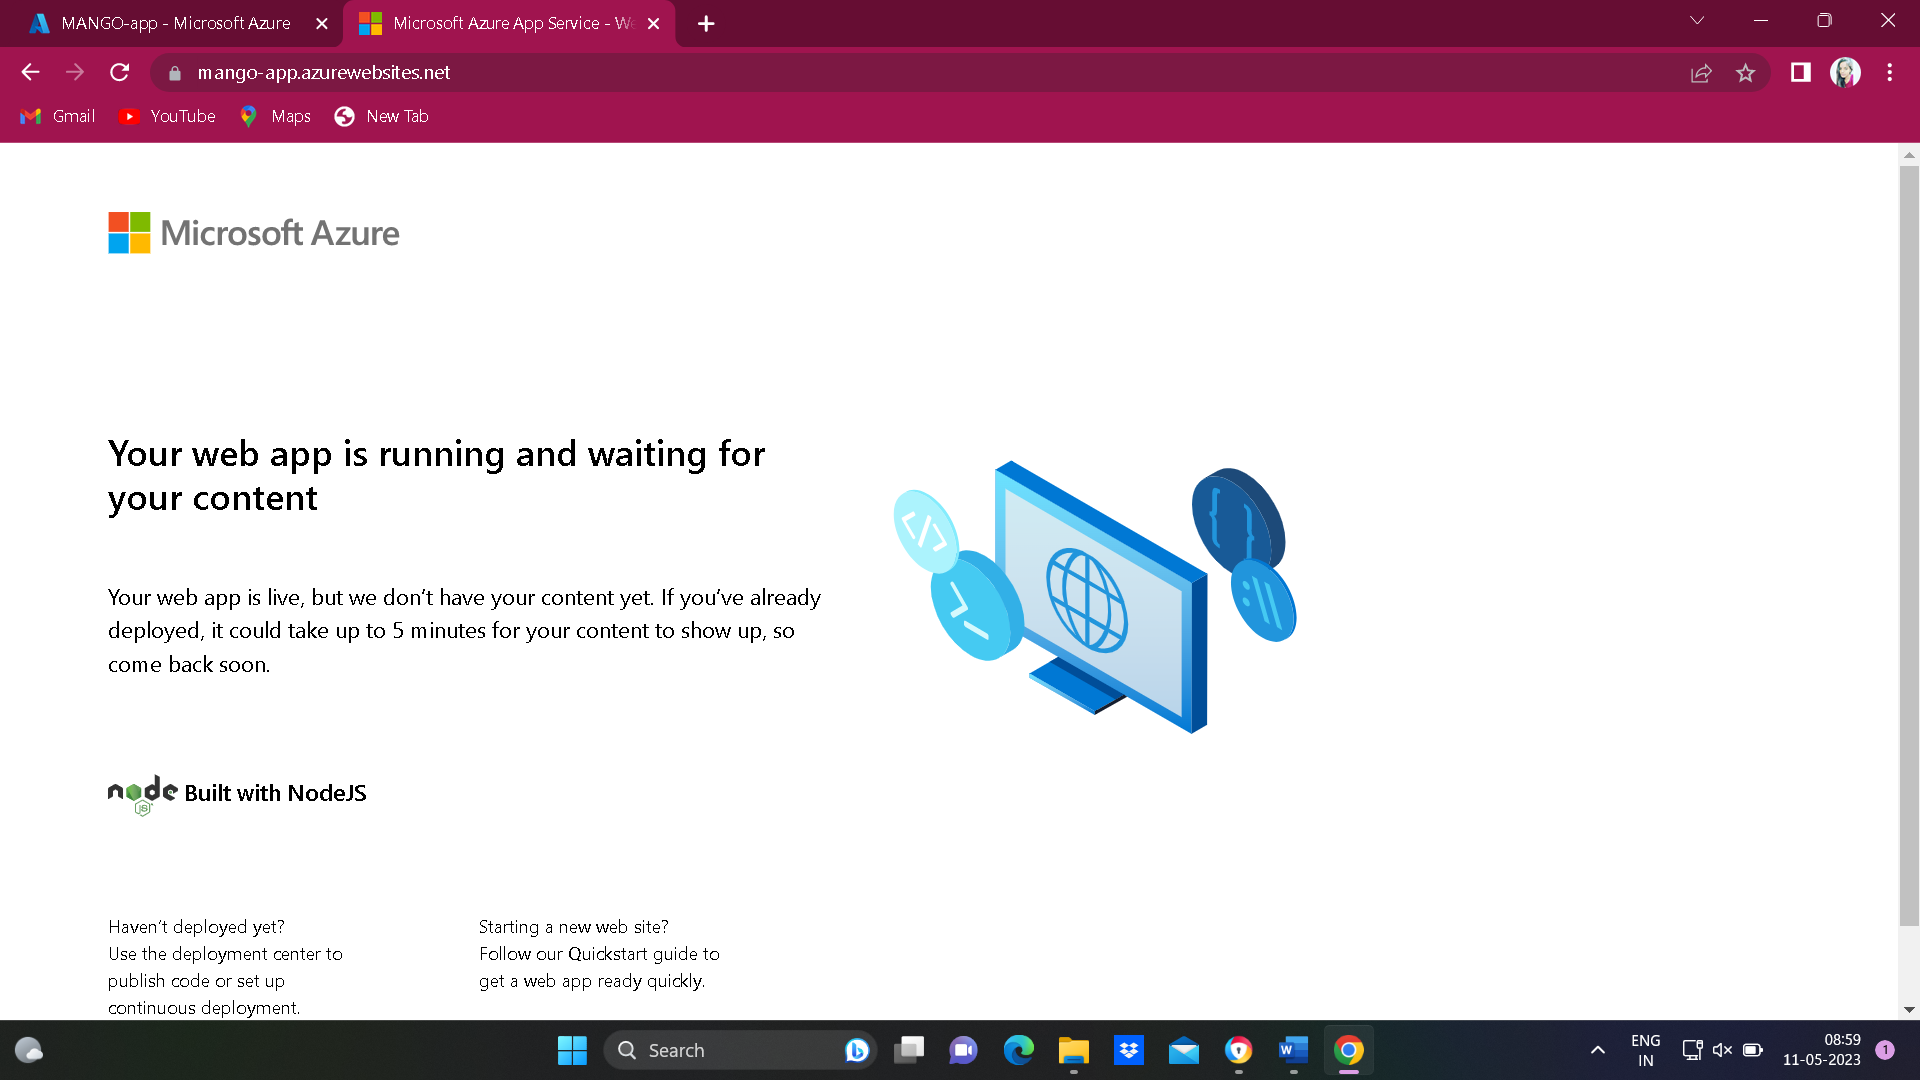 MANGO-app - Microsoft Azure
Microsoft Azure App Service - We
mango-app.azurewebsites.net
Gmail
YouTube
Maps
New Tab
Microsoft Azure
Your web app is running and waiting for
your content
Your web app is live, but we don't have your content yet. If you've already
deployed, it could take up to 5 minutes for your content to show up, so
come back soon.
node
JS
Built with NodeJS
Haven't deployed yet?
Use the deployment center to
publish code or set up
continuous deployment.
Starting a new web site?
Follow our Quickstart guide to
get a web app ready quickly.
Search
ENG
IN
08:59
11-05-2023
1